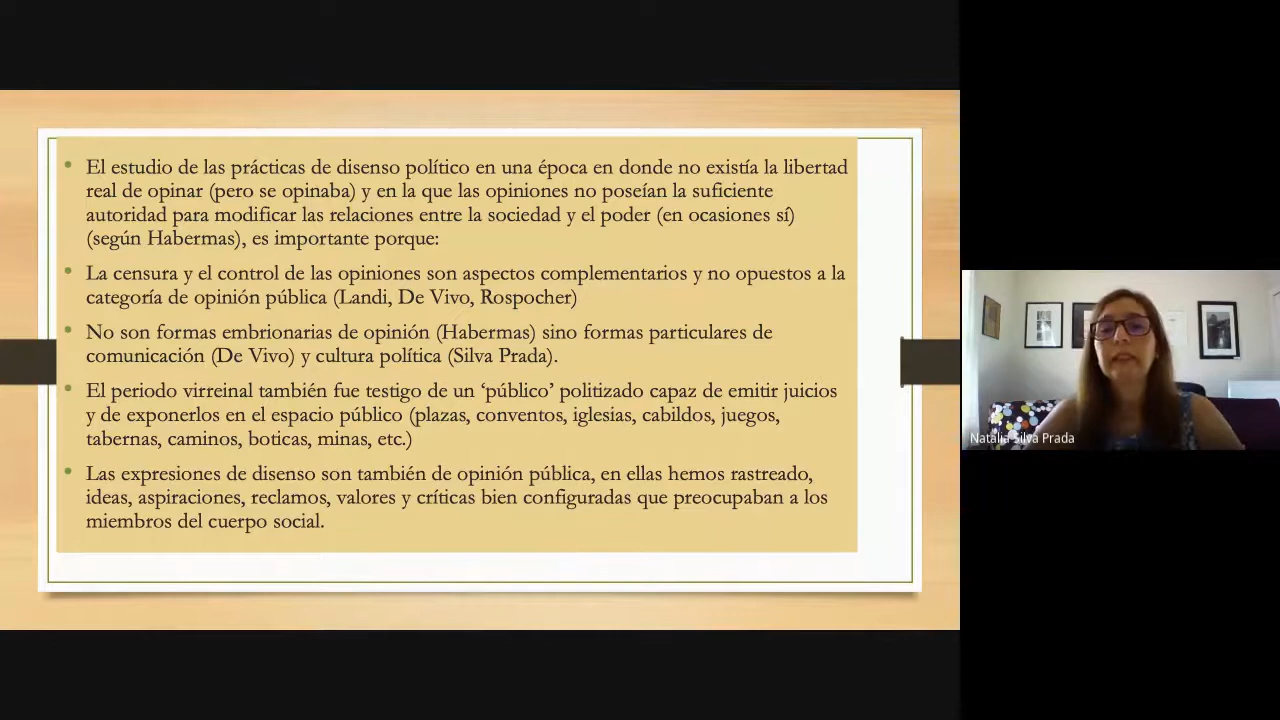 • El estudio de las prácticas de disenso político en una época en donde no existía la libertad
real de opinar (pero se opinaba) y en la que las opiniones no poseían la suficiente
autoridad para modificar las relaciones entre la sociedad y el poder (en ocasiones sí)
(según Habermas), es importante porque:
• La censura y el control de las opiniones son aspectos complementarios y no opuestos a la
categoría de opinión pública (Landi, De Vivo, Rospocher)
• No son formas embrionarias de opinión (Habermas) sino formas particulares de
comunicación (De Vivo) y cultura política (Silva Prada).
• El periodo virreinal también fue testigo de un ‘público’ politizado capaz de emitir juicios
y de exponerlos en el espacio público (plazas, conventos, iglesias, cabildos, juegos,
tabernas, caminos, boticas, minas, etc.)
• Las expresiones de disenso son también de opinión pública, en ellas hemos rastreado,
ideas, aspiraciones, reclamos, valores y críticas bien configuradas que preocupaban a los
miembros del cuerpo social.
Natalia Silva Prada